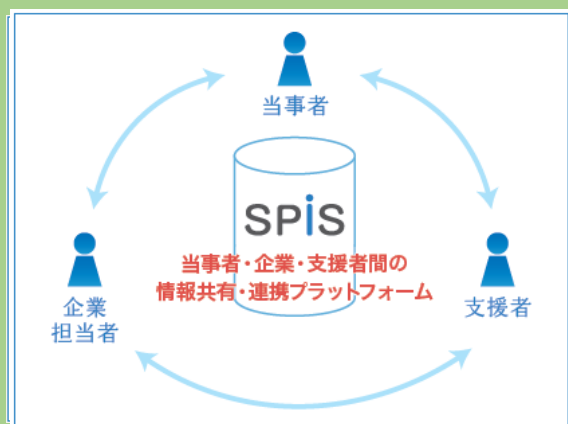 当事者
SPiS
当事者・企業・支援者間の
情報共有・連携プラットフォーム
企業
担当者
支援者